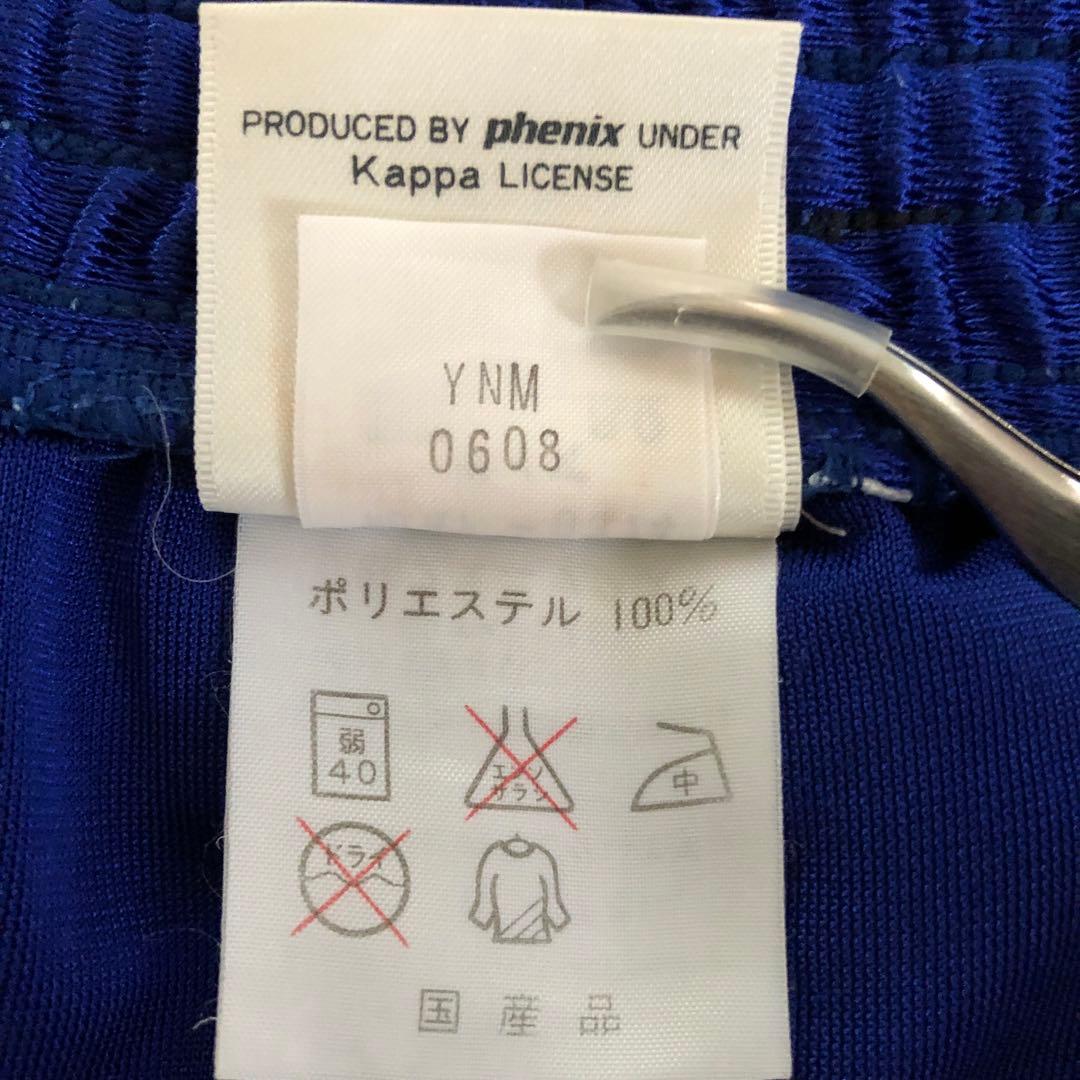 PRODUCED BY phenix UNDER
Kappa LICENSE
YNM
0608
ポリエステル 100%
弱
40
エンソ
サラシ
中
ドライ
国産品